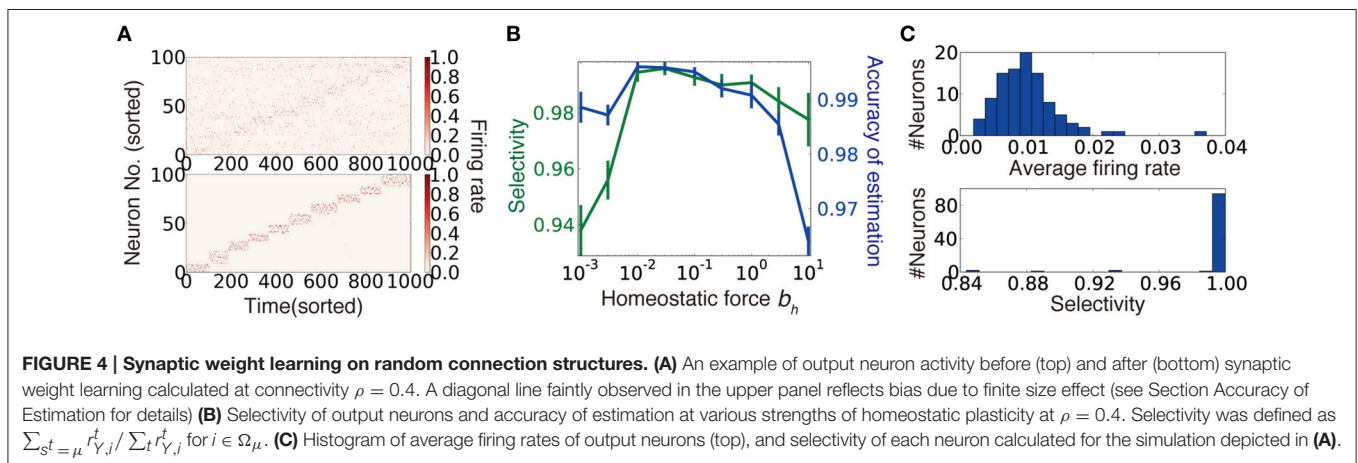 A
100
50
0
0 200 400 600 800 1000
1.0
0.8
0.6
0.4
0.2
0.0
100
50
0
0 200 400 600 800 1000
1.0
0.8
0.6
0.4
0.2
0.0
Neuron No. (sorted)
Firing rate
Time(sorted)
B
Selectivity
0.98
0.96
0.94
Accuracy of estimation
0.99
0.98
0.97
10⁻³ 10⁻² 10⁻¹ 10⁰ 10¹
Homeostatic force b_h
C
#Neurons
20
10
0
0.00 0.01 0.02 0.03 0.04
Average firing rate
#Neurons
80
40
0
0.84 0.88 0.92 0.96 1.00
Selectivity
FIGURE 4 | Synaptic weight learning on random connection structures. (A) An example of output neuron activity before (top) and after (bottom) synaptic
weight learning calculated at connectivity ρ = 0.4. A diagonal line faintly observed in the upper panel reflects bias due to finite size effect (see Section Accuracy of
Estimation for details) (B) Selectivity of output neurons and accuracy of estimation at various strengths of homeostatic plasticity at ρ = 0.4. Selectivity was defined as
∑_{s^t = μ} r^t_{Y,i} / ∑_t r^t_{Y,i} for i ∈ Ω_μ. (C) Histogram of average firing rates of output neurons (top), and selectivity of each neuron calculated for the simulation depicted in (A).